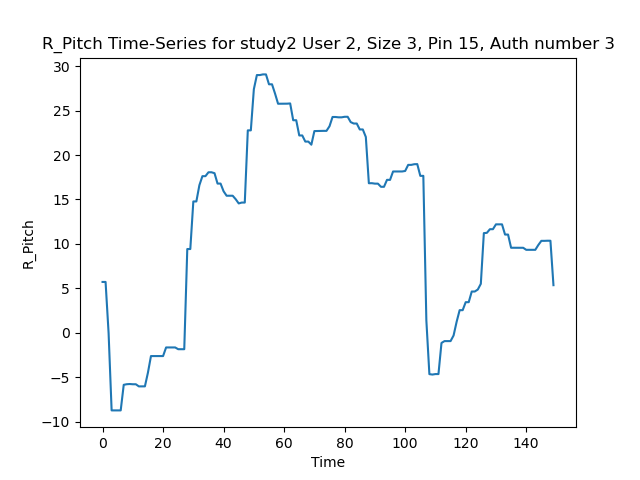 R_Pitch Time-Series for study2 User 2, Size 3, Pin 15, Auth number 3
30
25
20
15
10
5
0
−5
−10
R_Pitch
0 20 40 60 80 100 120 140
Time